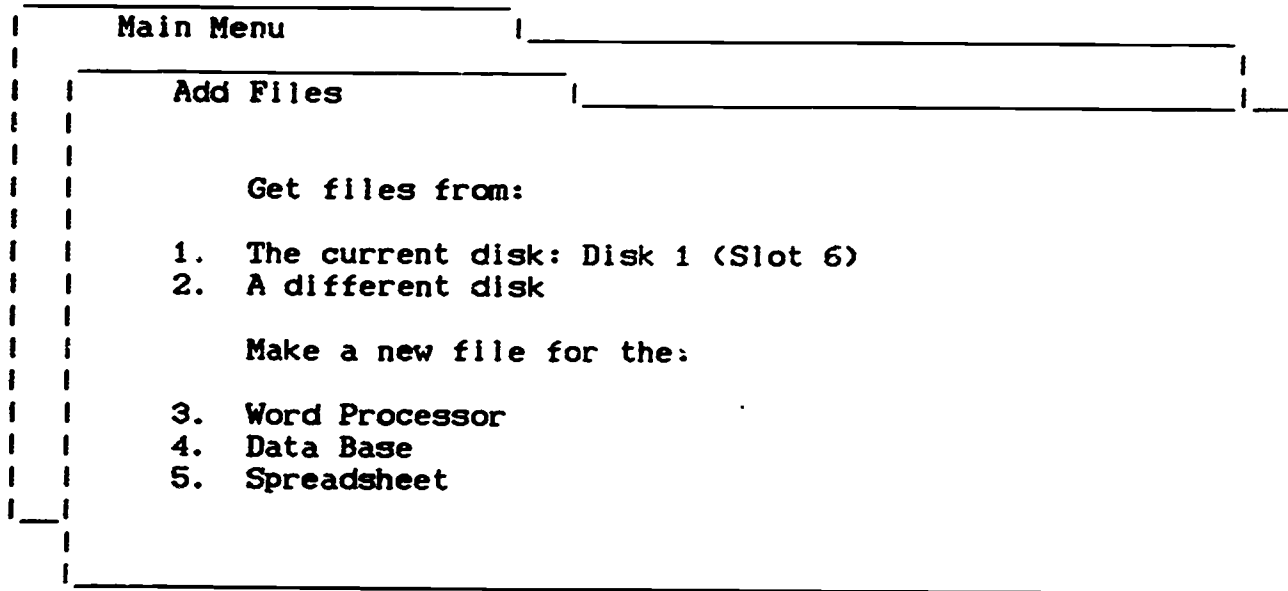 Main Menu
Add Files
Get files from:
1. The current disk: Disk 1 (Slot 6)
2. A different disk
Make a new file for the:
3. Word Processor
4. Data Base
5. Spreadsheet